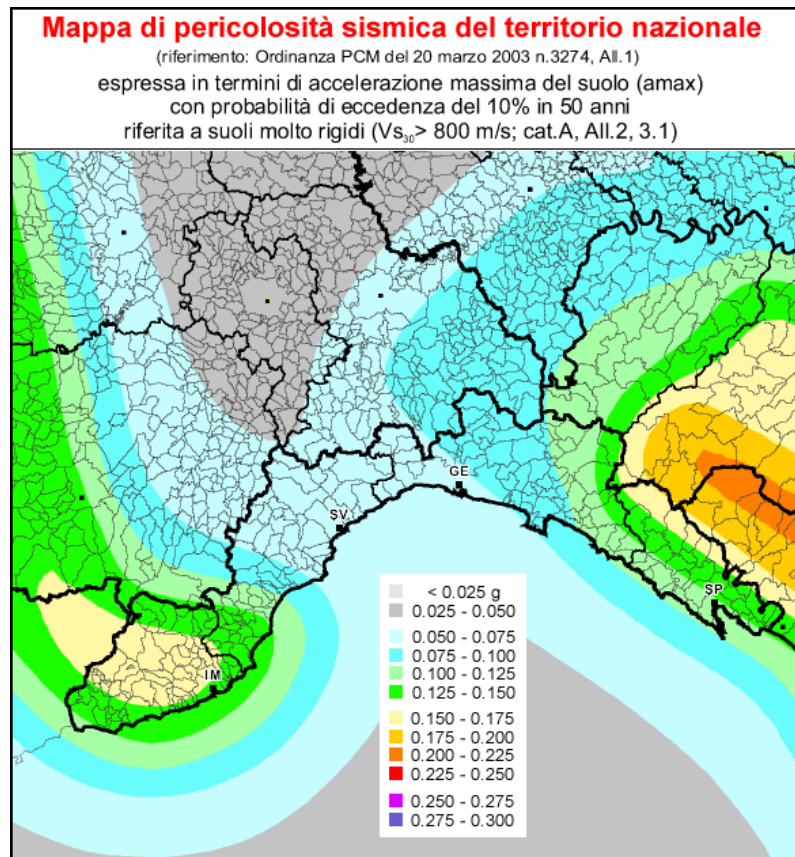 Mappa di pericolosità sismica del territorio nazionale
(riferimento: Ordinanza PCM del 20 marzo 2003 n.3274, All.1)
espressa in termini di accelerazione massima del suolo (amax)
con probabilità di eccedenza del 10% in 50 anni
riferita a suoli molto rigidi (Vs₃₀> 800 m/s; cat.A, All.2, 3.1)
GE
SV
SP
IM
< 0.025 g
0.025 - 0.050
0.050 - 0.075
0.075 - 0.100
0.100 - 0.125
0.125 - 0.150
0.150 - 0.175
0.175 - 0.200
0.200 - 0.225
0.225 - 0.250
0.250 - 0.275
0.275 - 0.300